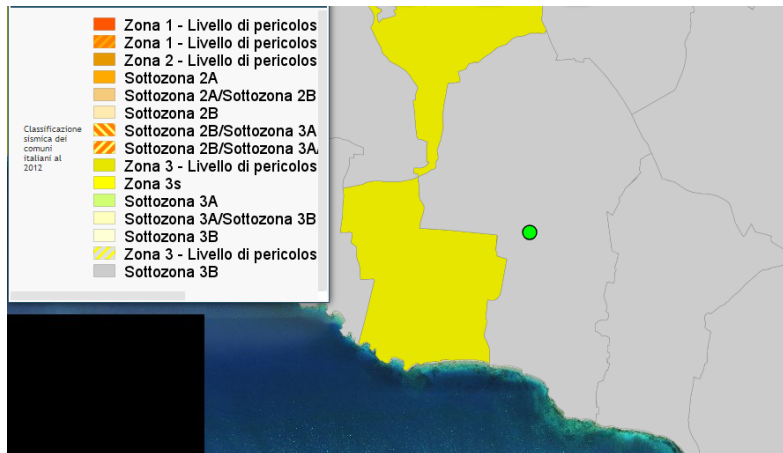 Zona 1 - Livello di pericolos
Zona 1 - Livello di pericolos
Zona 2 - Livello di pericolos
Sottozona 2A
Sottozona 2A/Sottozona 2B
Sottozona 2B
Classificazione
sismica dei
comuni
italiani al
2012
Sottozona 2B/Sottozona 3A
Sottozona 2B/Sottozona 3A/
Zona 3 - Livello di pericolos
Zona 3s
Sottozona 3A
Sottozona 3A/Sottozona 3B
Sottozona 3B
Zona 3 - Livello di pericolos
Sottozona 3B